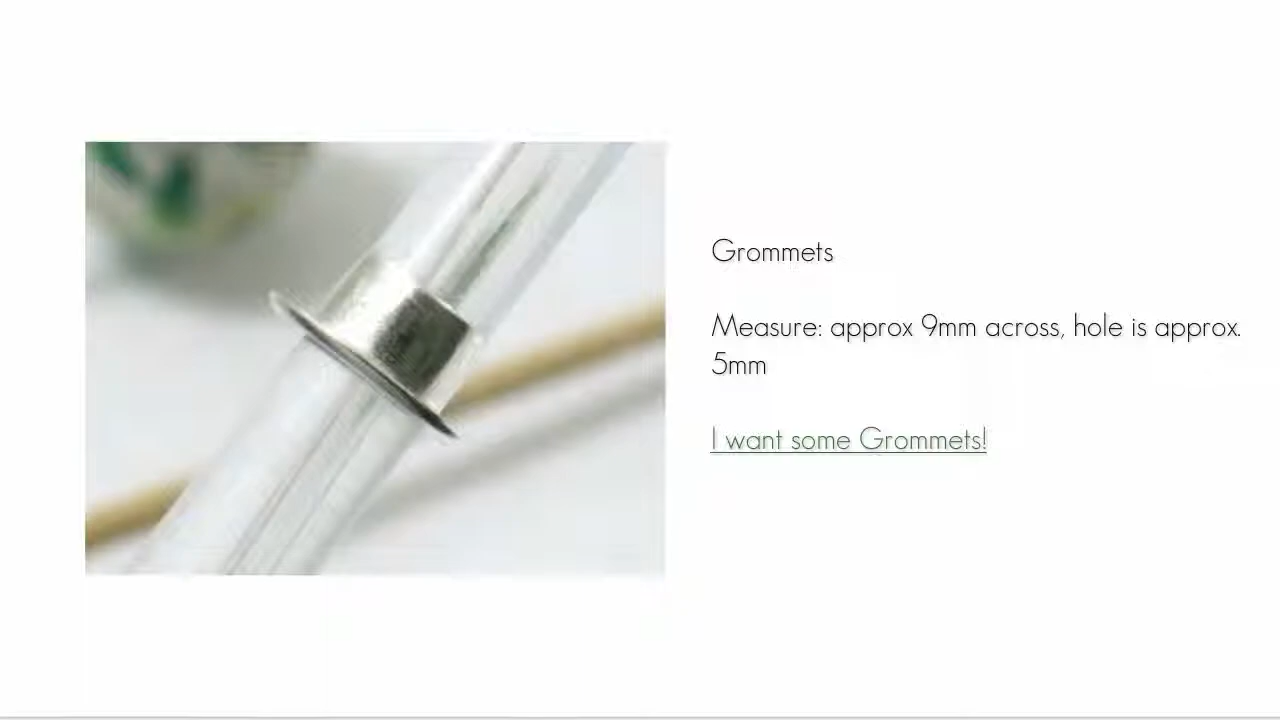 Grommets
Measure: approx 9mm across, hole is approx.
5mm
I want some Grommets!